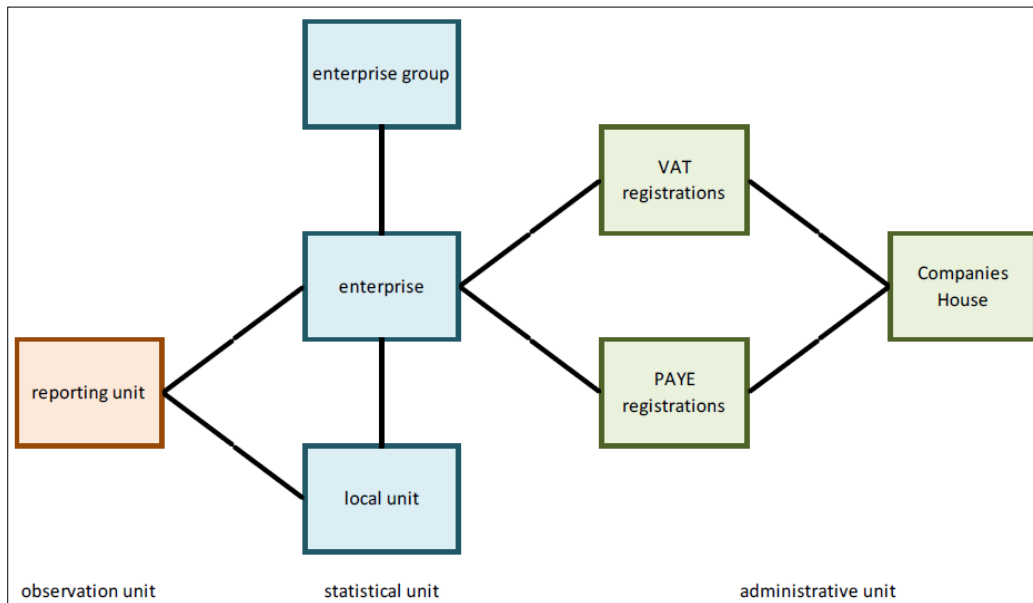 enterprise group
VAT
registrations
enterprise
Companies
House
reporting unit
PAYE
registrations
local unit
observation unit
statistical unit
administrative unit